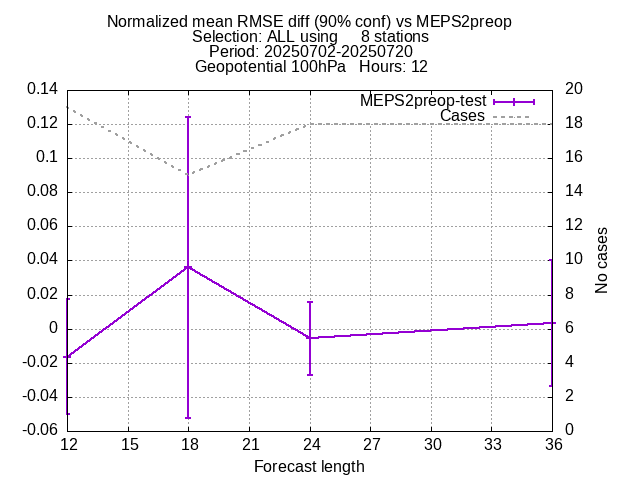 Normalized mean RMSE diff (90% conf) vs MEPS2preop
Selection: ALL using 8 stations
Period: 20250702-20250720
Geopotential 100hPa Hours: 12
0.14 20
MEPS2preop-test
Cases
0.12 18
0.1 16
0.08 14
0.06 12
0.04 10
0.02 8
0 6
-0.02 4
-0.04 2
-0.06 0
No cases
12 15 18 21 24 27 30 33 36
Forecast length